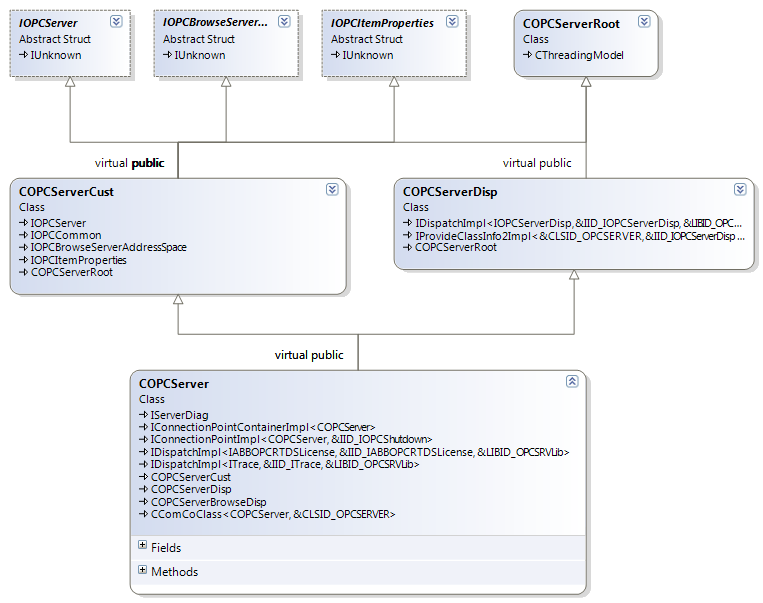 IOPCServer
Abstract Struct
IUnknown
IOPCBrowseServer...
Abstract Struct
IUnknown
IOPCItemProperties
Abstract Struct
IUnknown
COPCServerRoot
Class
CThreadingModel
virtual public
virtual public
COPCServerCust
Class
IOPCServer
IOPCCommon
IOPCBrowseServerAddressSpace
IOPCItemProperties
COPCServerRoot
COPCServerDisp
Class
IDispatchImpl<IOPCServerDisp, &IID_IOPCServerDisp, &LIBID_OPC...
IProvideClassInfo2Impl<&CLSID_OPCSERVER, &IID_IOPCServerDisp ...
COPCServerRoot
virtual public
COPCServer
Class
IServerDiag
IConnectionPointContainerImpl<COPCServer>
IConnectionPointImpl<COPCServer, &IID_IOPCShutdown>
IDispatchImpl<IABBOPCRTDSLicense, &IID_IABBOPCRTDSLicense, &LIBID_OPCSRVLib>
IDispatchImpl<ITrace, &IID_ITrace, &LIBID_OPCSRVLib>
COPCServerCust
COPCServerDisp
COPCServerBrowseDisp
CComCoClass<COPCServer, &CLSID_OPCSERVER>
Fields
Methods